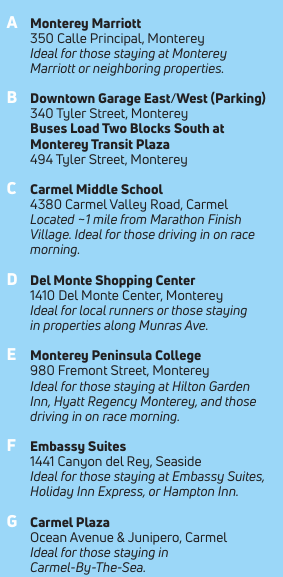 A Monterey Marriott
350 Calle Principal, Monterey
Ideal for those staying at Monterey
Marriott or neighboring properties.
B Downtown Garage East/West (Parking)
340 Tyler Street, Monterey
Buses Load Two Blocks South at
Monterey Transit Plaza
494 Tyler Street, Monterey
C Carmel Middle School
4380 Carmel Valley Road, Carmel
Located ~1 mile from Marathon Finish
Village. Ideal for those driving in on race
morning.
D Del Monte Shopping Center
1410 Del Monte Center, Monterey
Ideal for local runners or those staying
in properties along Munras Ave.
E Monterey Peninsula College
980 Fremont Street, Monterey
Ideal for those staying at Hilton Garden
Inn, Hyatt Regency Monterey, and those
driving in on race morning.
F Embassy Suites
1441 Canyon del Rey, Seaside
Ideal for those staying at Embassy Suites,
Holiday Inn Express, or Hampton Inn.
G Carmel Plaza
Ocean Avenue & Junipero, Carmel
Ideal for those staying in
Carmel-By-The-Sea.